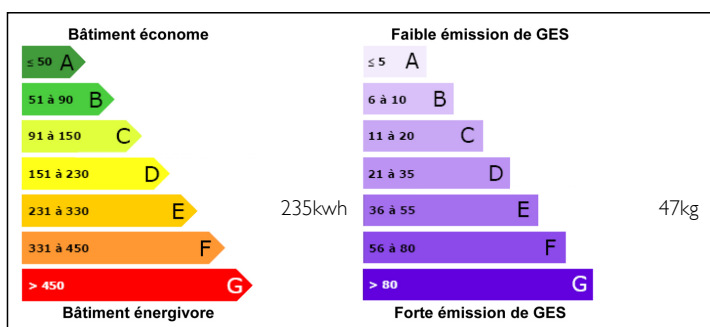 Bâtiment économe
≤ 50 A
51 à 90 B
91 à 150 C
151 à 230 D
231 à 330 E
235kwh
331 à 450 F
> 450 G
Bâtiment énergivore
Faible émission de GES
≤ 5 A
6 à 10 B
11 à 20 C
21 à 35 D
36 à 55 E
47kg
56 à 80 F
> 80 G
Forte émission de GES